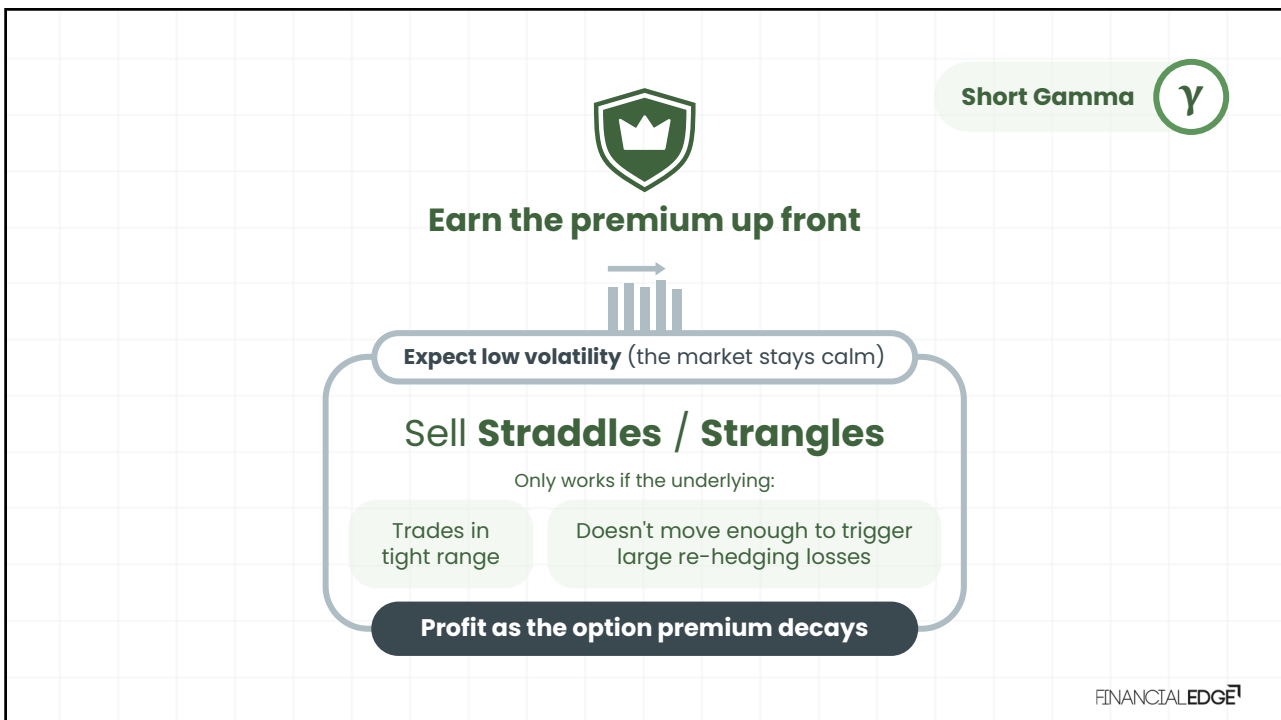 Short Gamma γ
Earn the premium up front
Expect low volatility (the market stays calm)
Sell Straddles / Strangles
Only works if the underlying:
Trades in
tight range
Doesn't move enough to trigger
large re-hedging losses
Profit as the option premium decays
FINANCIALEDGE